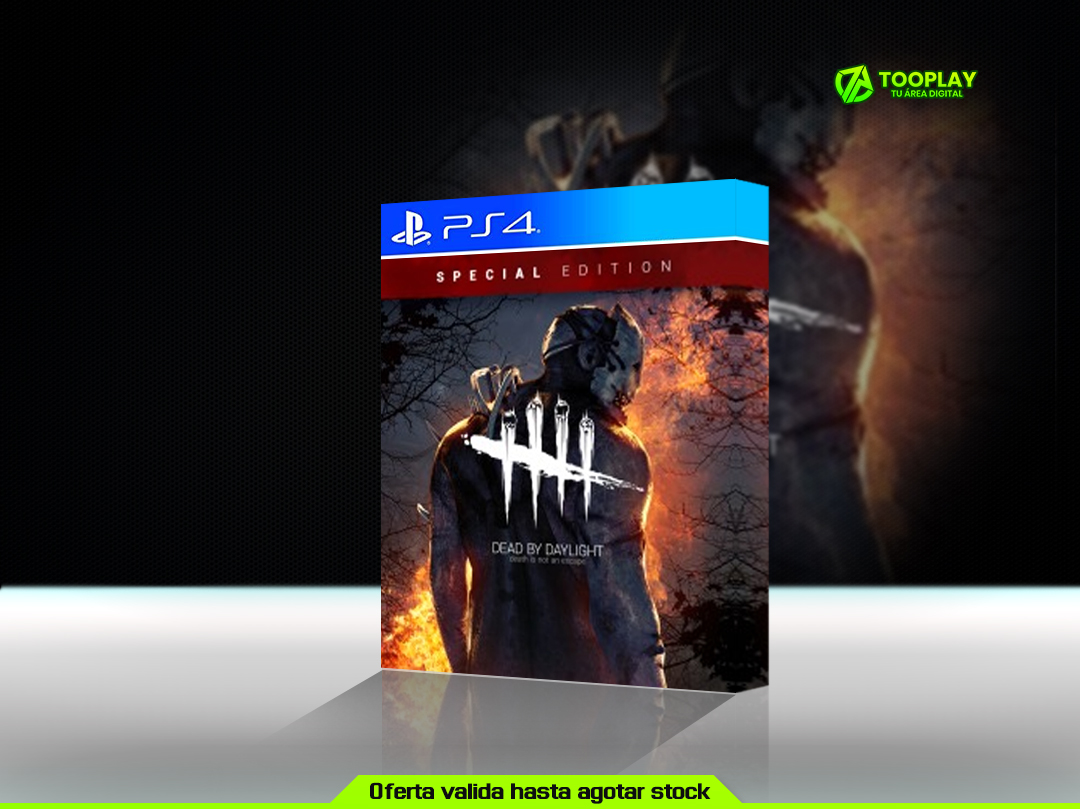 TOOPLAY
TU ÁREA DIGITAL
PS4
SPECIAL EDITION
DEAD BY DAYLIGHT
death is not an escape
Oferta valida hasta agotar stock